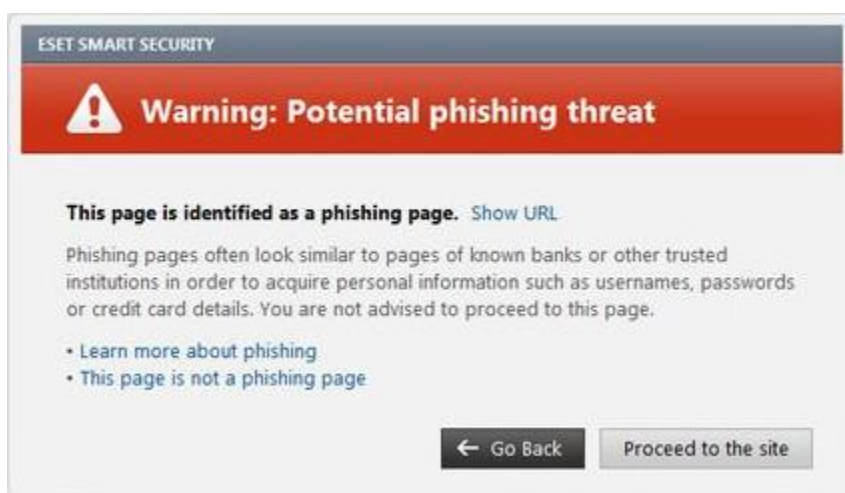 ESET SMART SECURITY
Warning: Potential phishing threat
This page is identified as a phishing page. Show URL
Phishing pages often look similar to pages of known banks or other trusted
institutions in order to acquire personal information such as usernames, passwords
or credit card details. You are not advised to proceed to this page.
• Learn more about phishing
• This page is not a phishing page
← Go Back Proceed to the site